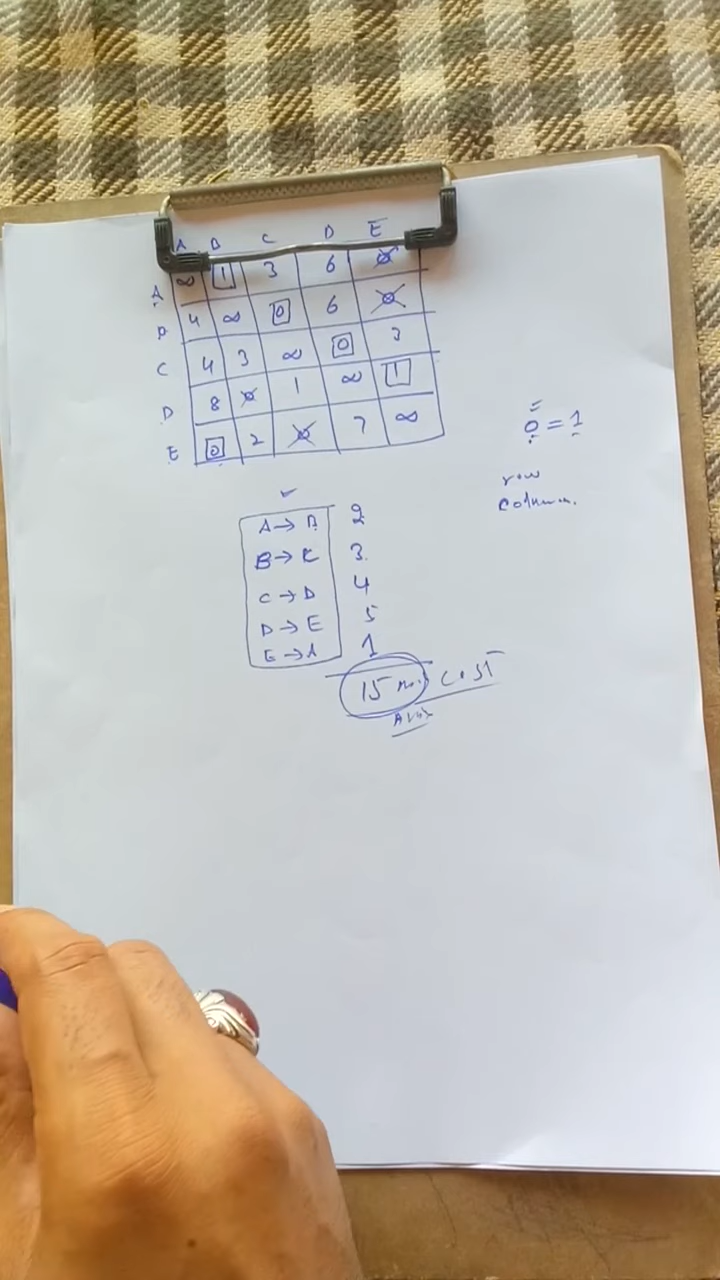 A B C D E
A ∞ 1 3 6 0
B 4 ∞ 0 6 0
C 4 3 ∞ 0 3
D 8 0 1 ∞ 1
E 0 2 0 7 ∞
0 = 1
row
column.
A → B 2
B → C 3
C → D 4
D → E 5
E → A 1
15 cost